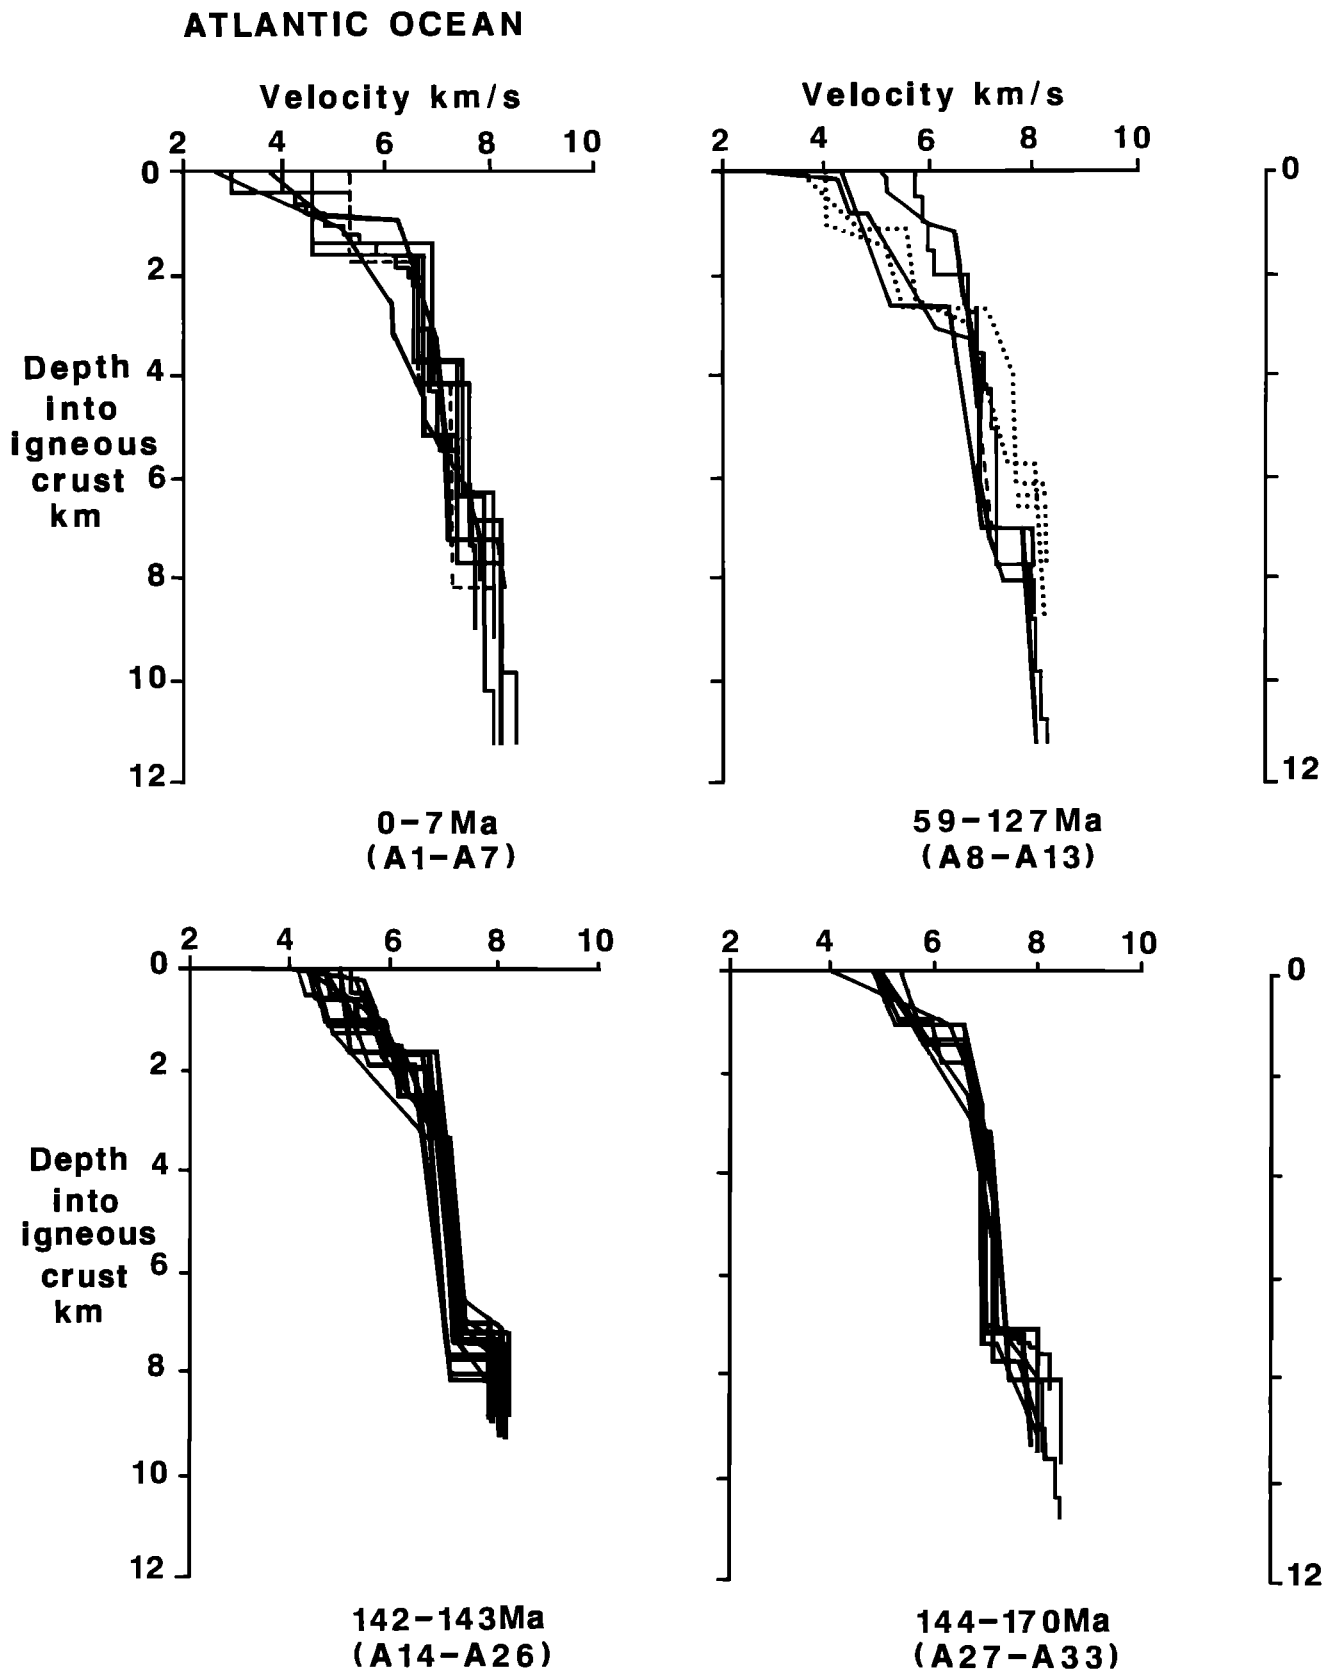 ATLANTIC OCEAN
Velocity km/s
2 4 6 8 10
0
2
4
6
8
10
12
Depth
into
igneous
crust
km
0-7Ma
(A1-A7)
Velocity km/s
2 4 6 8 10
0
12
59-127Ma
(A8-A13)
2 4 6 8 10
0
2
4
6
8
10
12
Depth
into
igneous
crust
km
142-143Ma
(A14-A26)
2 4 6 8 10
0
12
144-170Ma
(A27-A33)